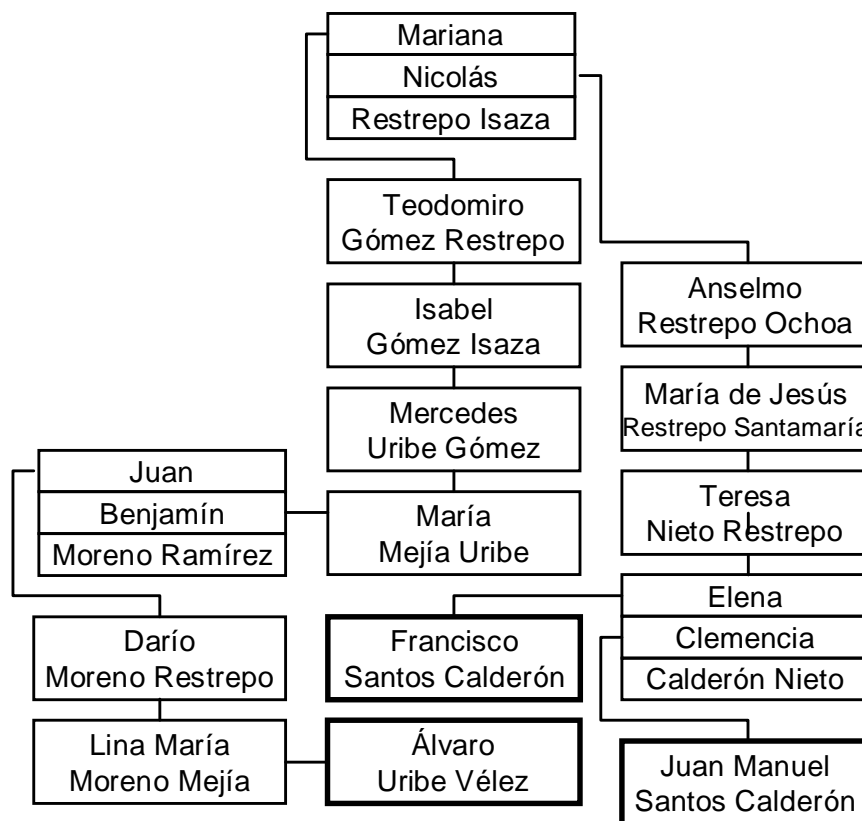 Mariana
Nicolás
Restrepo Isaza
Teodomiro
Gómez Restrepo
Anselmo
Restrepo Ochoa
Isabel
Gómez Isaza
María de Jesús
Restrepo Santamaría
Mercedes
Uribe Gómez
Juan
Benjamín
Moreno Ramírez
María
Mejía Uribe
Teresa
Nieto Restrepo
Elena
Clemencia
Calderón Nieto
Darío
Moreno Restrepo
Francisco
Santos Calderón
Lina María
Moreno Mejía
Álvaro
Uribe Vélez
Juan Manuel
Santos Calderón